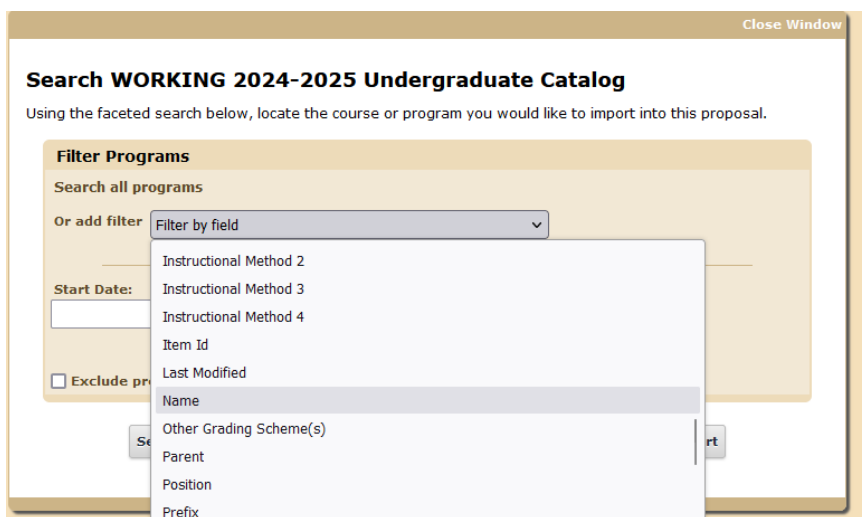 Close Window
Search WORKING 2024-2025 Undergraduate Catalog
Using the faceted search below, locate the course or program you would like to import into this proposal.
Filter Programs
Search all programs
Or add filter Filter by field
Instructional Method 2
Instructional Method 3
Start Date:
Instructional Method 4
Item Id
Last Modified
Exclude
Name
Other Grading Scheme(s)
Parent
Position
Prefix